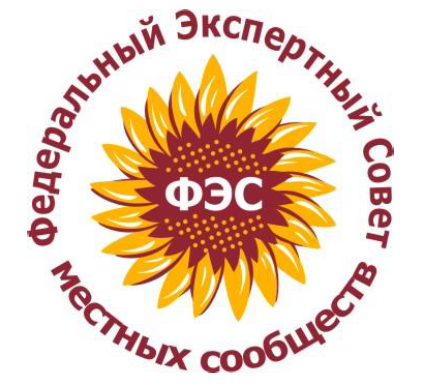 Федеральный Экспертный Совет
местных сообществ
ФЭС